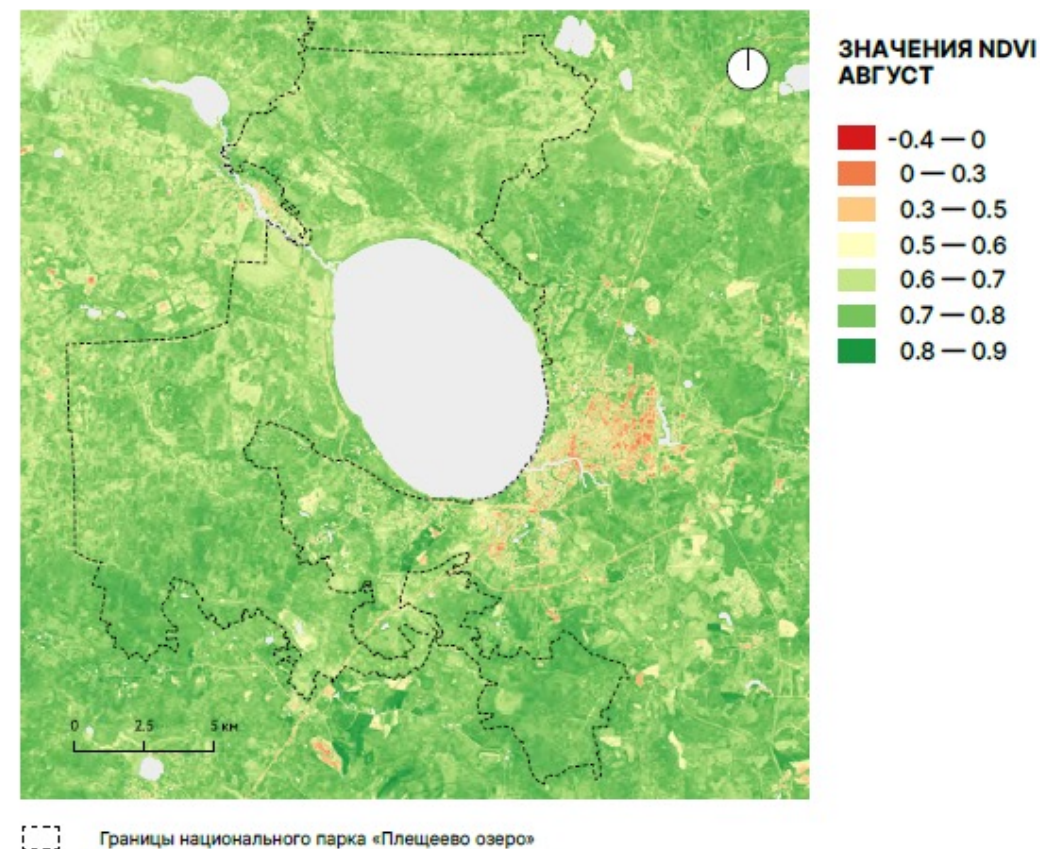 ЗНАЧЕНИЯ NDVI
АВГУСТ
-0.4 — 0
0 — 0.3
0.3 — 0.5
0.5 — 0.6
0.6 — 0.7
0.7 — 0.8
0.8 — 0.9
0 2.5 5 км
Границы национального парка «Плещеево озеро»